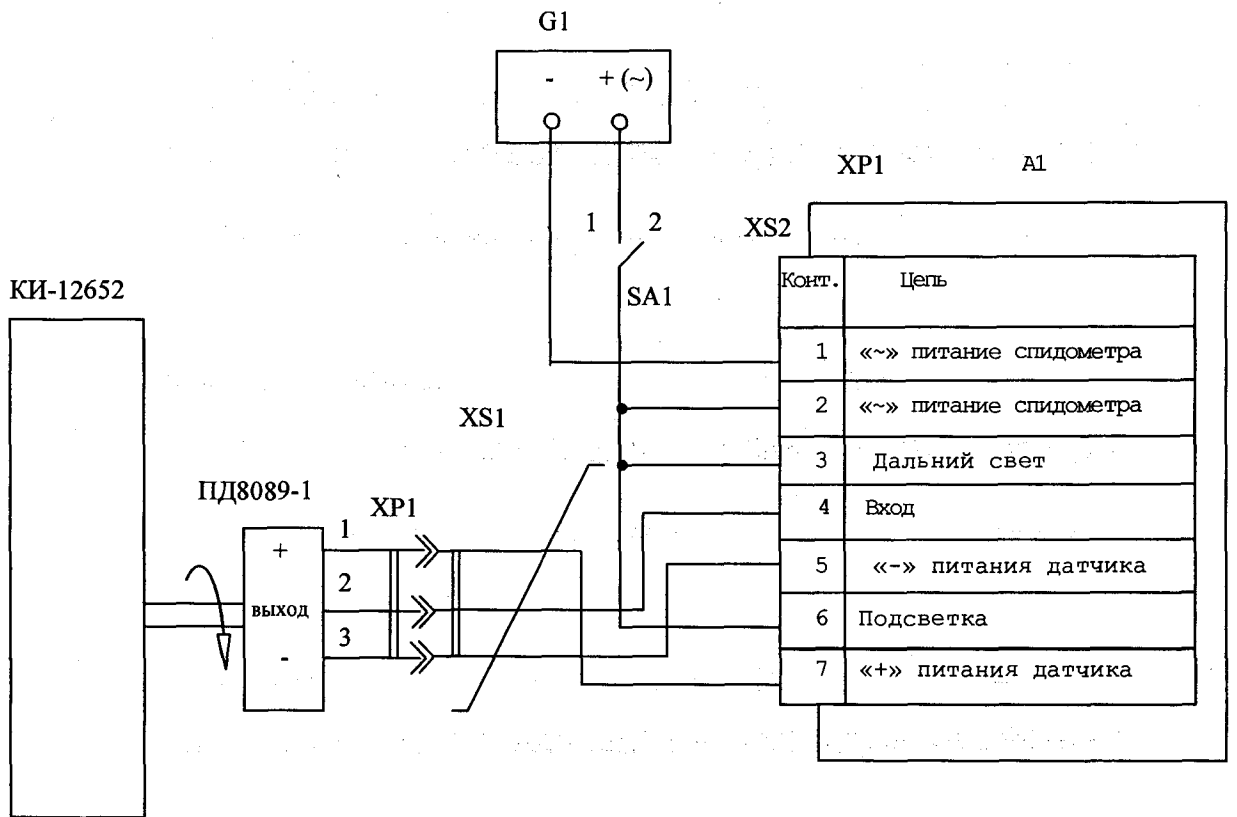 G1
- + (~)
XP1 A1
1 2
XS2
SA1
КИ-12652
Конт. Цепь
1 «~» питание спидометра
2 «~» питание спидометра
3 Дальний свет
4 Вход
5 «-» питания датчика
6 Подсветка
7 «+» питания датчика
XS1
ПД8089-1
XP1
+
выход
-
1
2
3